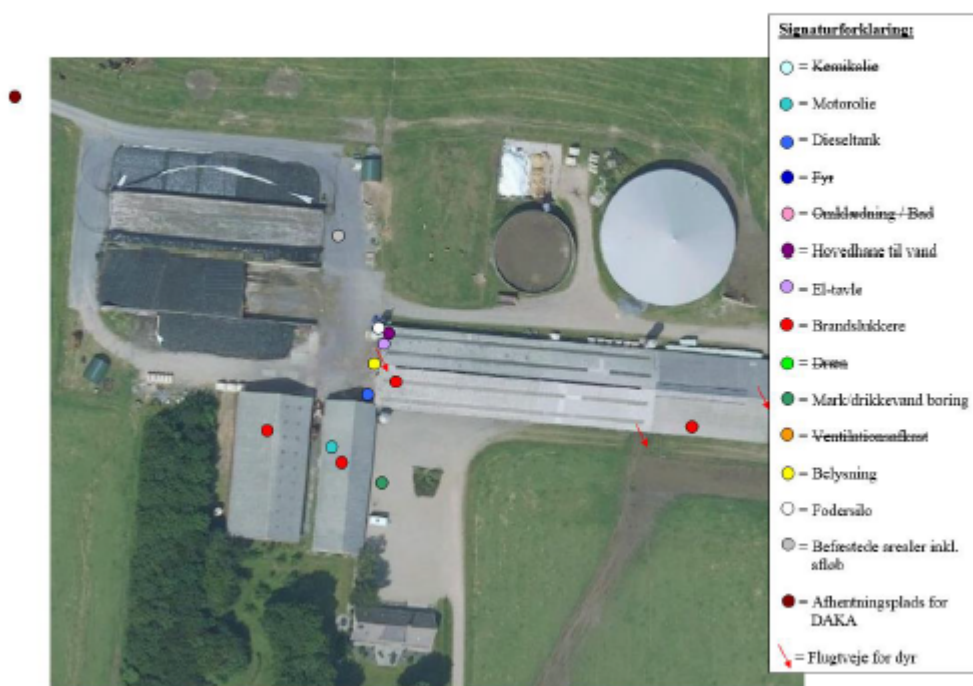 Signaturforklaring:
= Kemikalie
= Motorolie
= Dieseltank
= Fyr
= Omklædning / Bad
= Hovedhane til vand
= El-tavle
= Brandslukkere
= Dræn
= Mark/drikkevand boring
= Ventilationsafkast
= Belysning
= Fodersilo
= Befæstede arealer inkl.
afløb
= Afhentningsplads for
DAKA
= Flugtveje for dyr